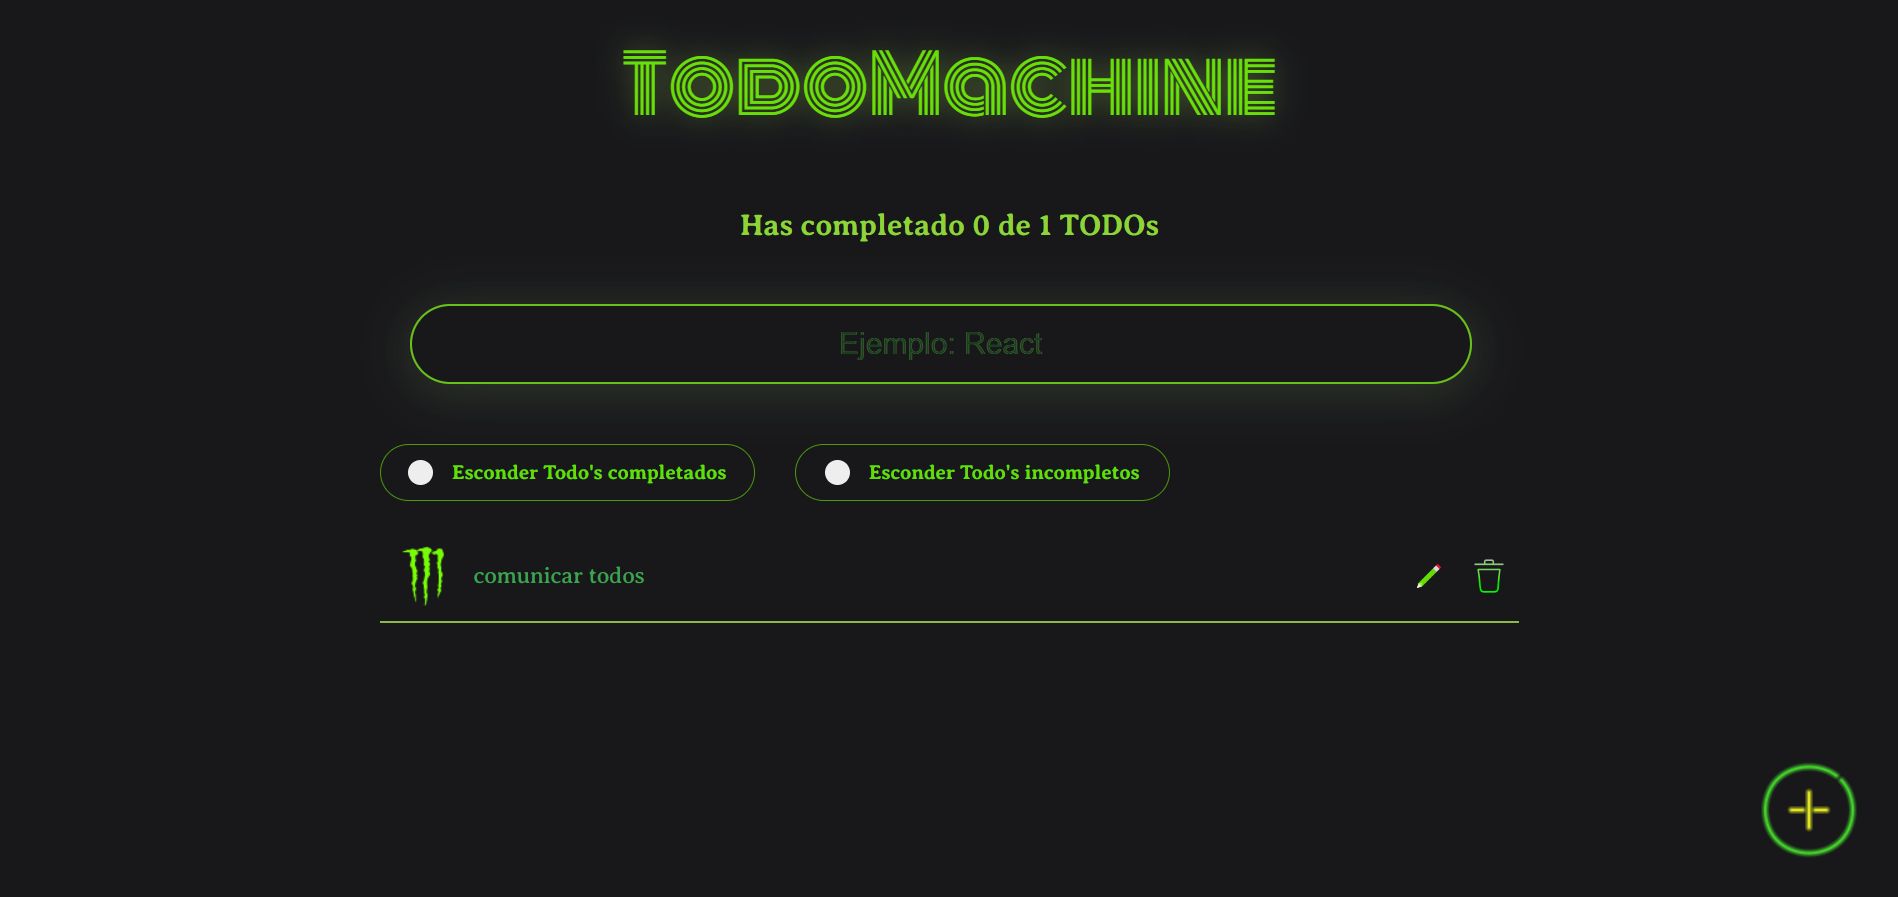 TodoMachine
Has completado 0 de 1 TODOs
Ejemplo: React
Esconder Todo's completados
Esconder Todo's incompletos
comunicar todos